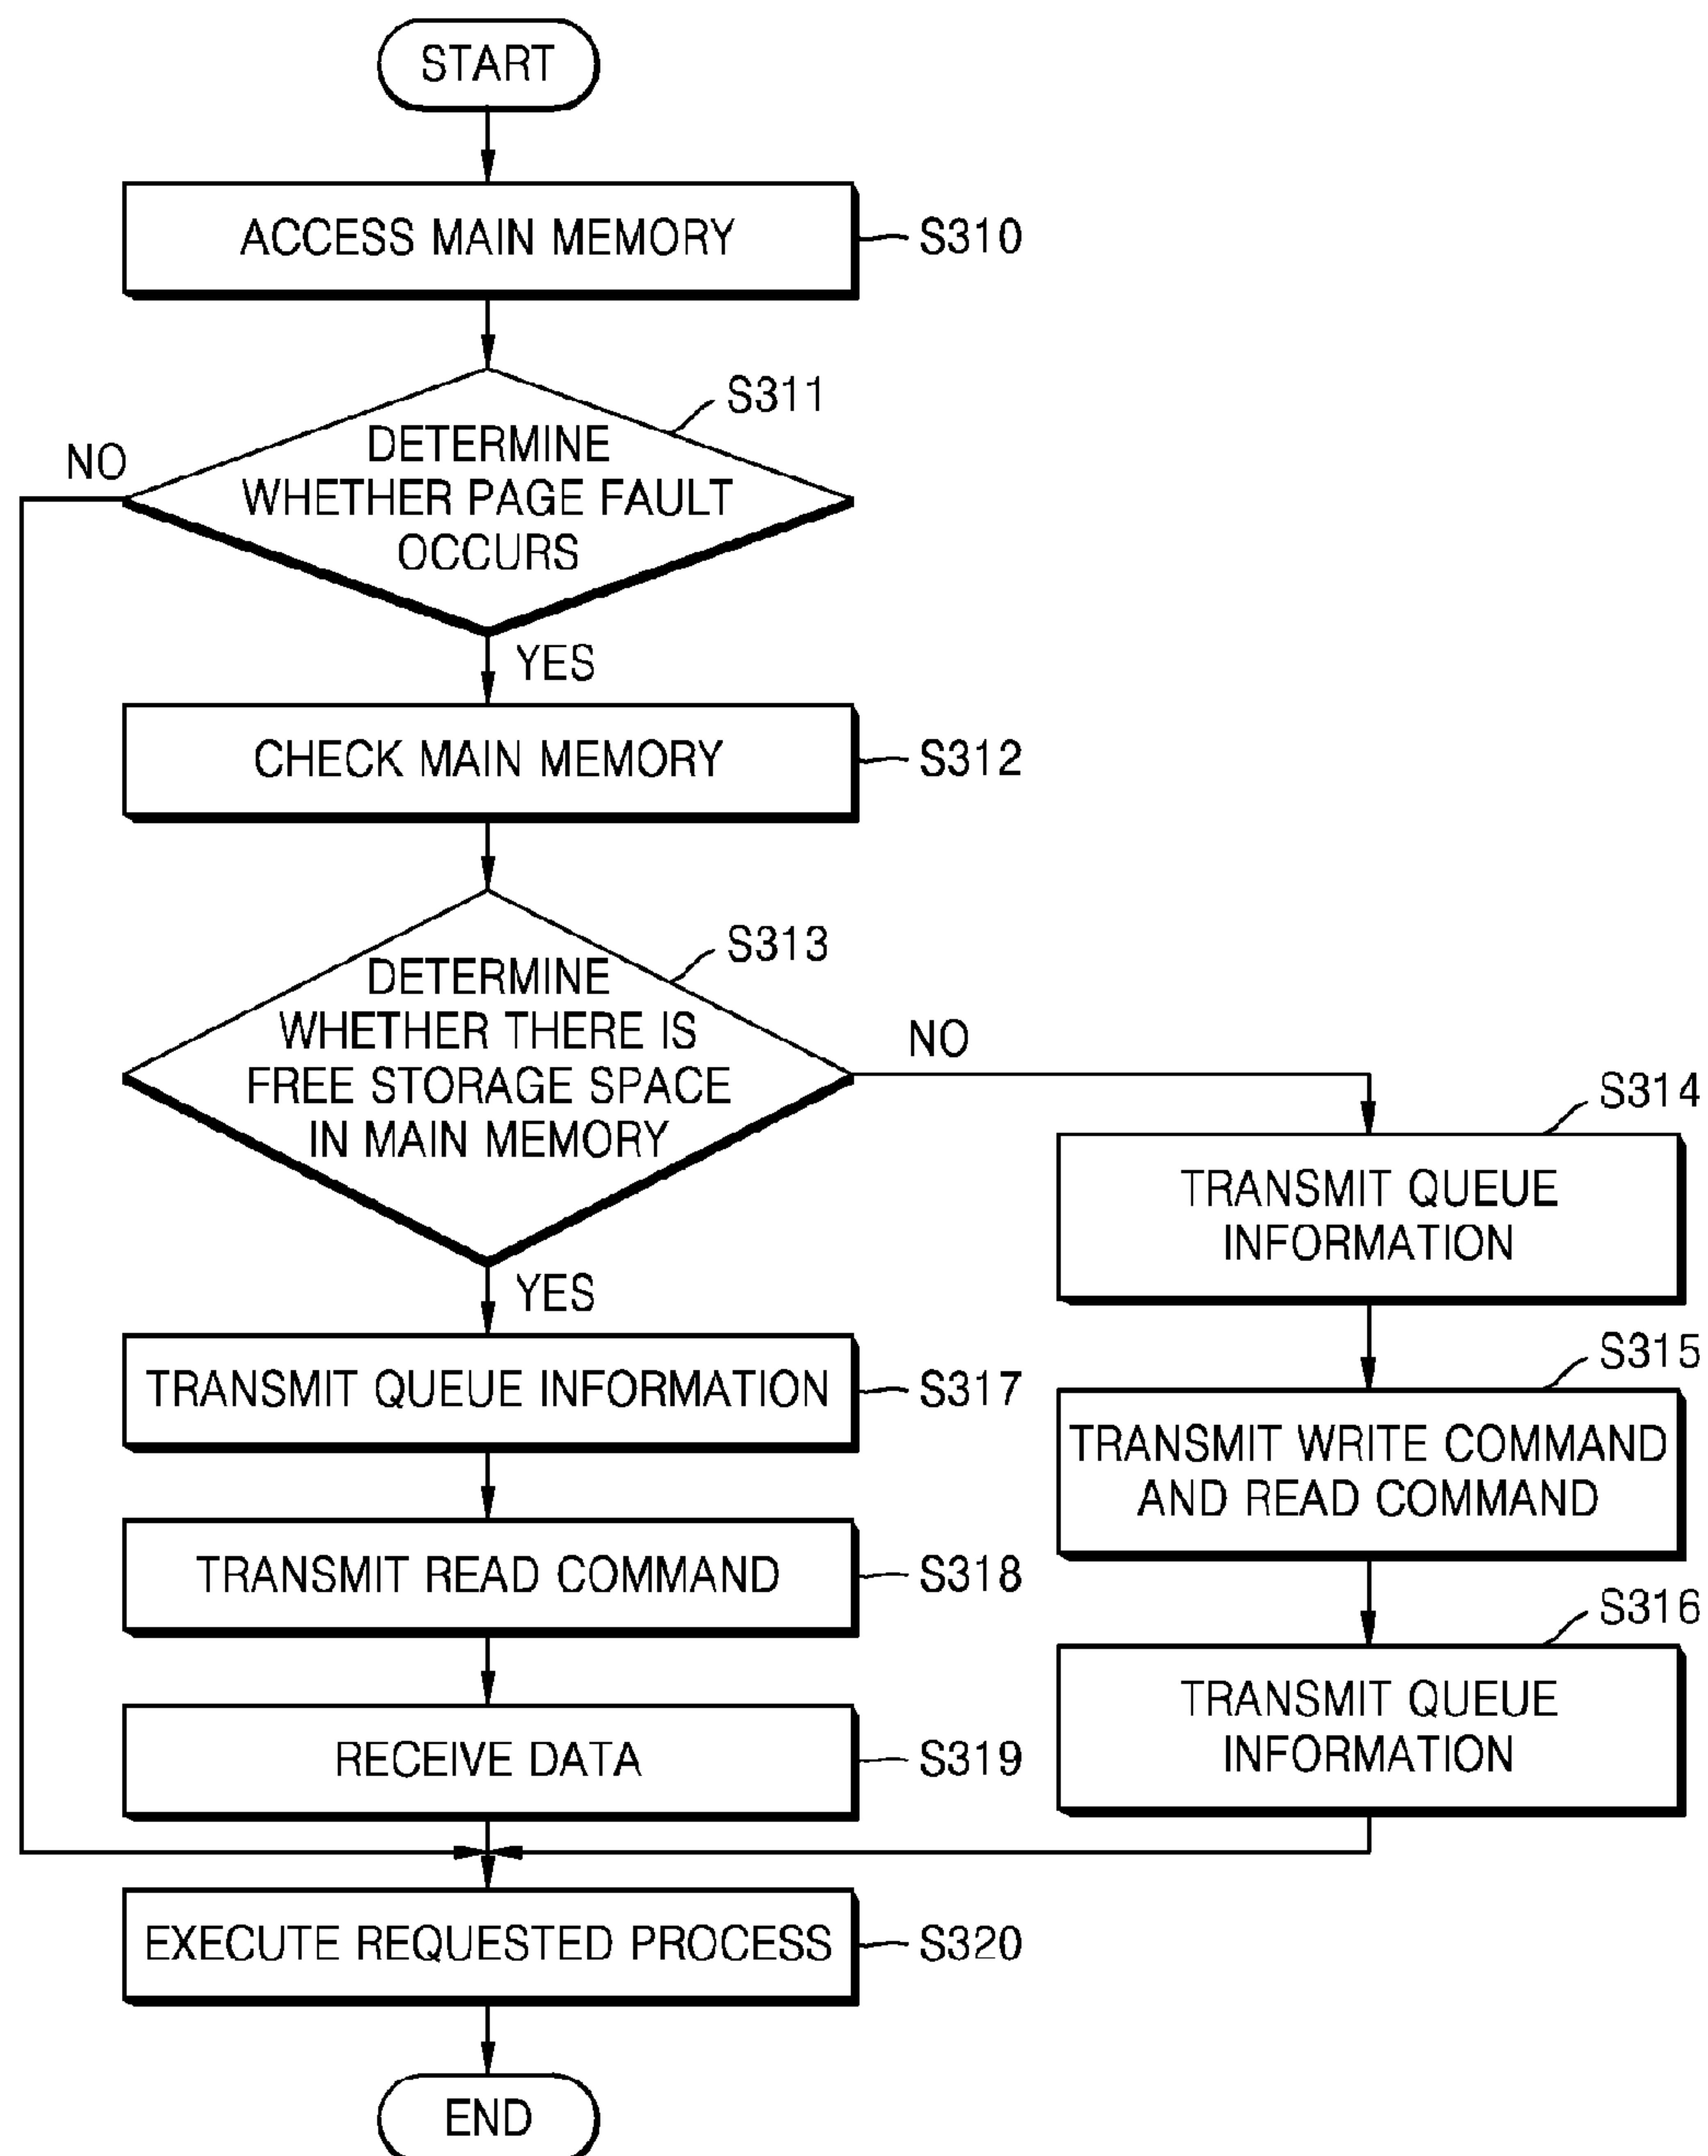 START
ACCESS MAIN MEMORY
S310
S311
DETERMINE
WHETHER PAGE FAULT
OCCURS
NO
YES
CHECK MAIN MEMORY
S312
S313
DETERMINE
WHETHER THERE IS
FREE STORAGE SPACE
IN MAIN MEMORY
NO
YES
S314
TRANSMIT QUEUE
INFORMATION
S315
TRANSMIT WRITE COMMAND
AND READ COMMAND
S316
TRANSMIT QUEUE
INFORMATION
TRANSMIT QUEUE INFORMATION
S317
TRANSMIT READ COMMAND
S318
RECEIVE DATA
S319
EXECUTE REQUESTED PROCESS
S320
END